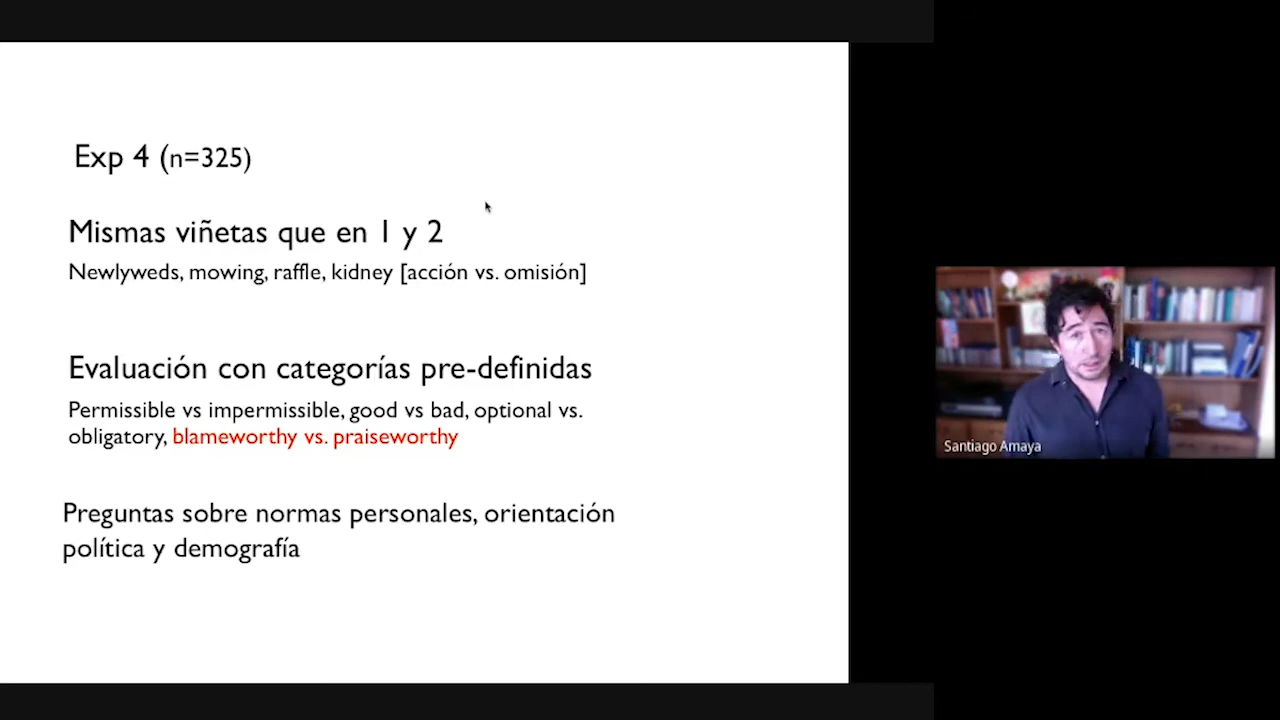 Exp 4 (n=325)
Mismas viñetas que en 1 y 2
Newlyweds, mowing, raffle, kidney [acción vs. omisión]
Evaluación con categorías pre-definidas
Permissible vs impermissible, good vs bad, optional vs.
obligatory, blameworthy vs. praiseworthy
Preguntas sobre normas personales, orientación
política y demografía
Santiago Amaya